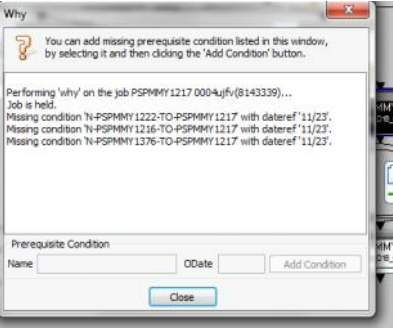 Why
You can add missing prerequisite condition listed in this window,
by selecting it and then clicking the 'Add Condition' button.
Performing 'why' on the job PSPMMY1217 0004ujfv(8143339)...
Job is held.
Missing condition 'N-PSPMMY1222-TO-PSPMMY1217' with dateref '11/23'.
Missing condition 'N-PSPMMY1216-TO-PSPMMY1217' with dateref '11/23'.
Missing condition 'N-PSPMMY1376-TO-PSPMMY1217' with dateref '11/23'.
Prerequisite Condition
Name ODate Add Condition
Close